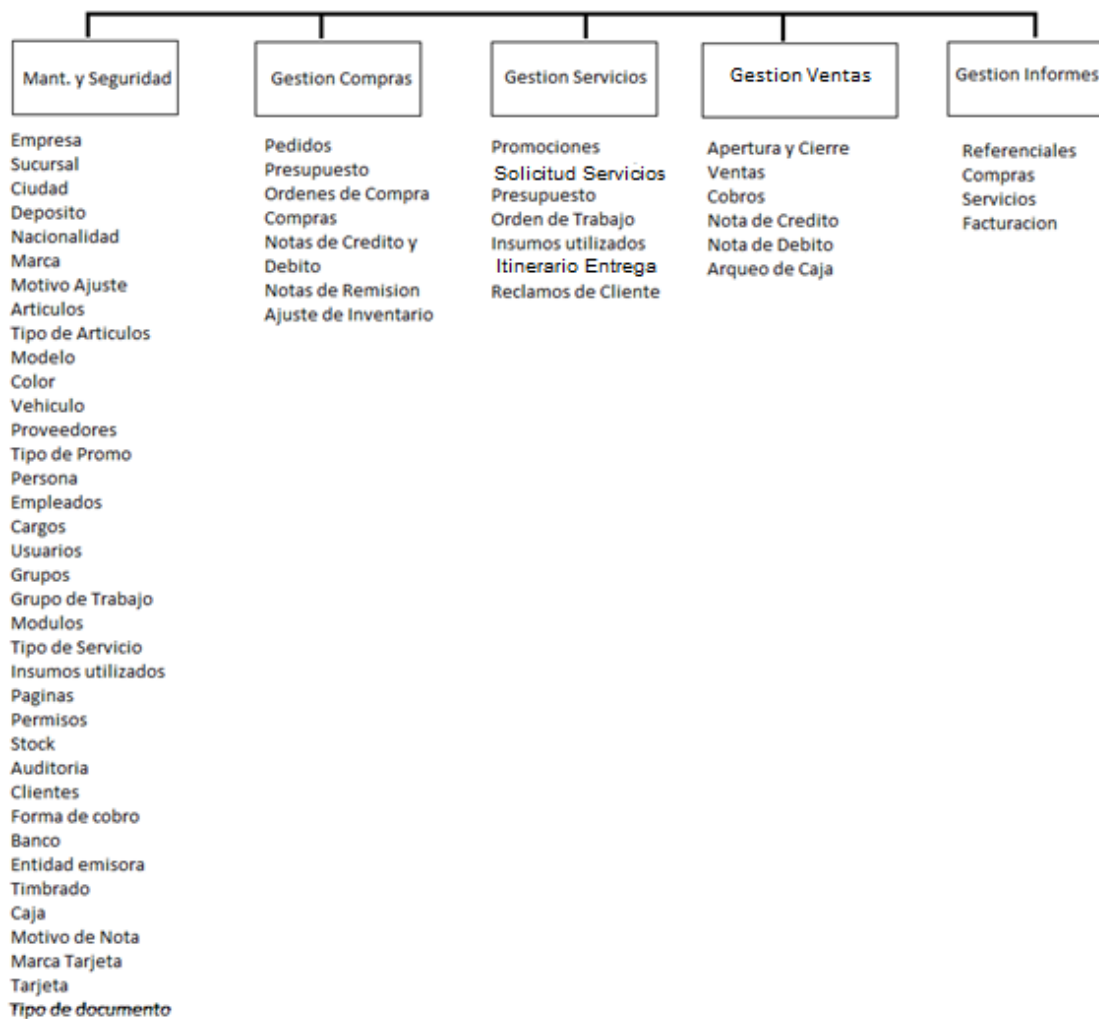 Mant. y Seguridad
Empresa
Sucursal
Ciudad
Deposito
Nacionalidad
Marca
Motivo Ajuste
Articulos
Tipo de Articulos
Modelo
Color
Vehiculo
Proveedores
Tipo de Promo
Persona
Empleados
Cargos
Usuarios
Grupos
Grupo de Trabajo
Modulos
Tipo de Servicio
Insumos utilizados
Paginas
Permisos
Stock
Auditoria
Clientes
Forma de cobro
Banco
Entidad emisora
Timbrado
Caja
Motivo de Nota
Marca Tarjeta
Tarjeta
Tipo de documento
Gestion Compras
Pedidos
Presupuesto
Ordenes de Compra
Compras
Notas de Credito y
Debito
Notas de Remision
Ajuste de Inventario
Gestion Servicios
Promociones
Solicitud Servicios
Presupuesto
Orden de Trabajo
Insumos utilizados
Itinerario Entrega
Reclamos de Cliente
Gestion Ventas
Apertura y Cierre
Ventas
Cobros
Nota de Credito
Nota de Debito
Arqueo de Caja
Gestion Informes
Referenciales
Compras
Servicios
Facturacion